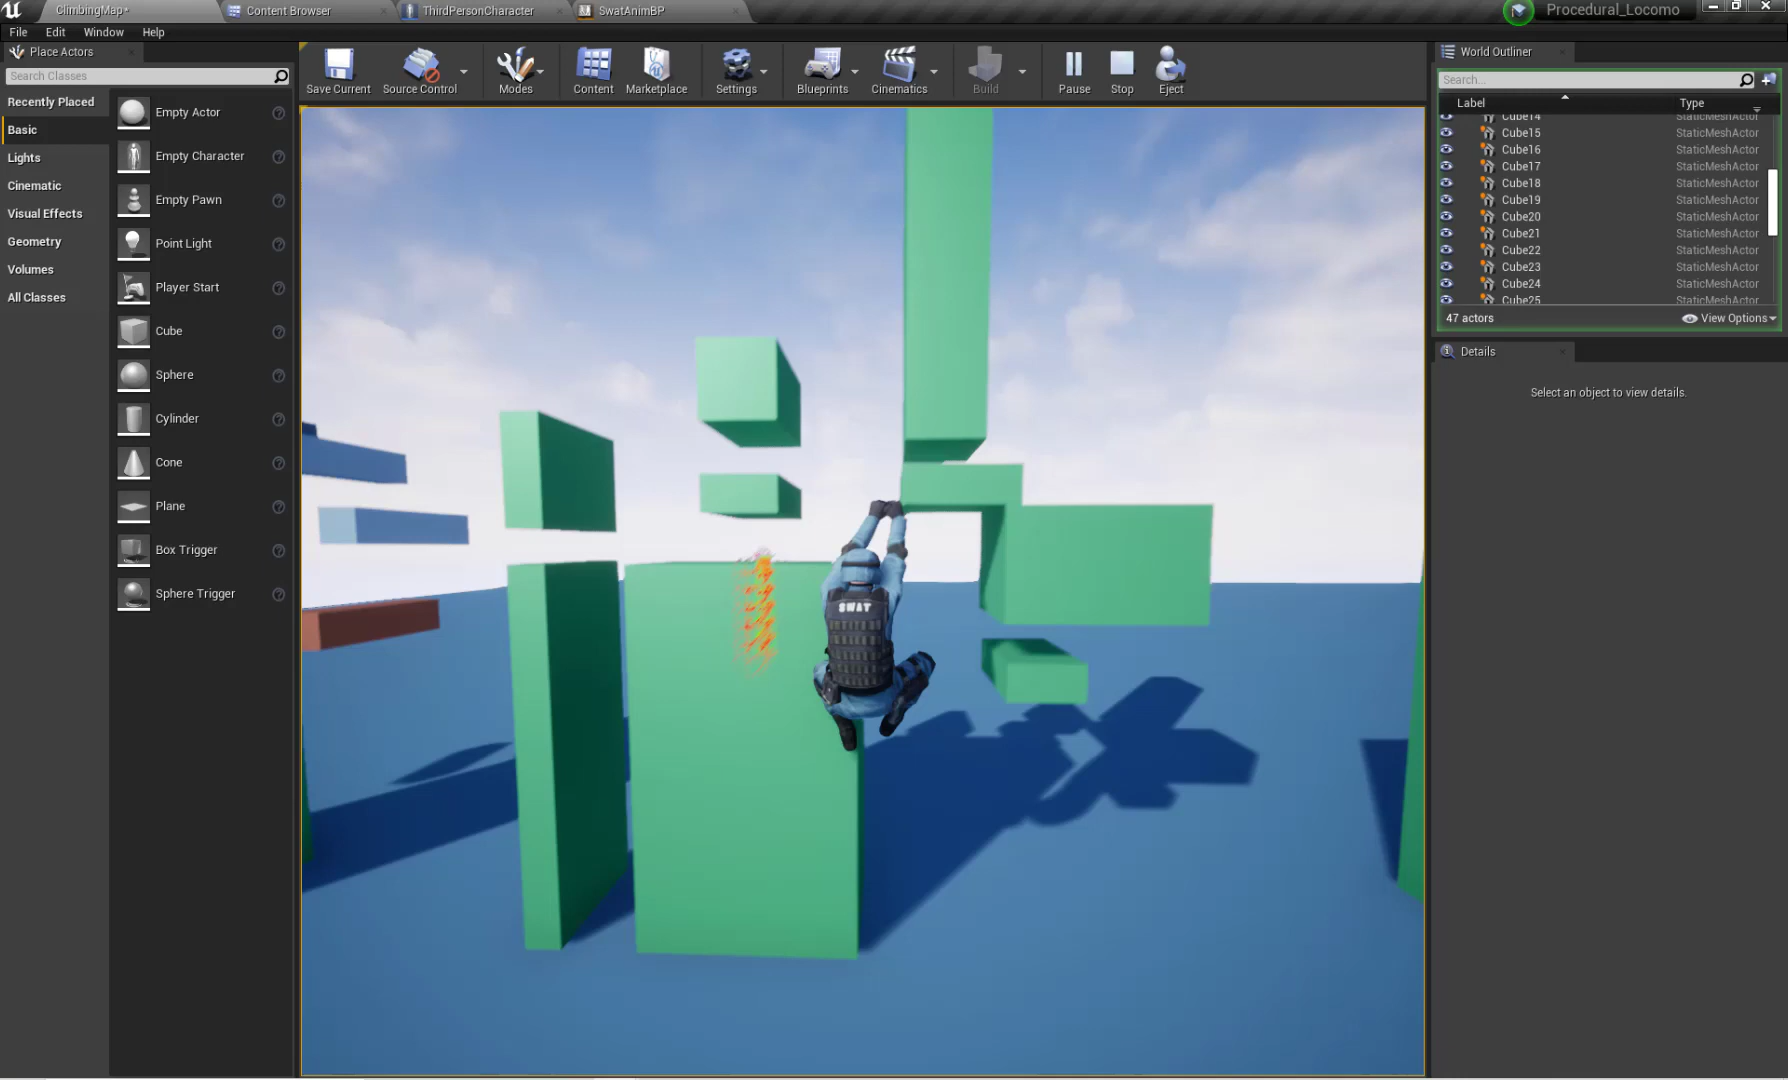 ClimbingMap*
Content Browser
ThirdPersonCharacter
SwatAnimBP
Procedural_Locomo
File Edit Window Help
Place Actors
Search Classes
Recently Placed
Basic
Lights
Cinematic
Visual Effects
Geometry
Volumes
All Classes
Empty Actor
Empty Character
Empty Pawn
Point Light
Player Start
Cube
Sphere
Cylinder
Cone
Plane
Box Trigger
Sphere Trigger
Save Current
Source Control
Modes
Content
Marketplace
Settings
Blueprints
Cinematics
Build
Pause
Stop
Eject
SWAT
World Outliner
Search...
Label Type
Cube14 StaticMeshActor
Cube15 StaticMeshActor
Cube16 StaticMeshActor
Cube17 StaticMeshActor
Cube18 StaticMeshActor
Cube19 StaticMeshActor
Cube20 StaticMeshActor
Cube21 StaticMeshActor
Cube22 StaticMeshActor
Cube23 StaticMeshActor
Cube24 StaticMeshActor
Cube25 StaticMeshActor
47 actors
View Options
Details
Select an object to view details.